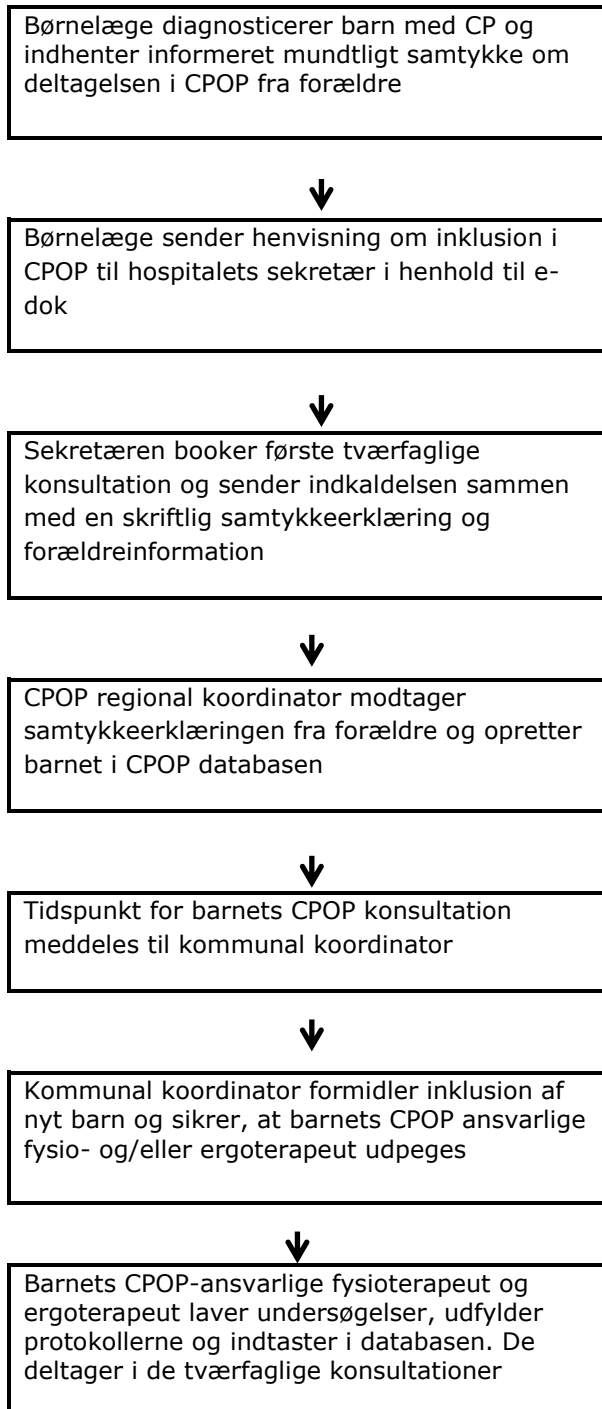 Børnelæge diagnosticerer barn med CP og
indhenter informeret mundtligt samtykke om
deltagelsen i CPOP fra forældre
Børnelæge sender henvisning om inklusion i
CPOP til hospitalets sekretær i henhold til e-
dok
Sekretæren booker første tværfaglige
konsultation og sender indkaldelsen sammen
med en skriftlig samtykkeerklæring og
forældreinformation
CPOP regional koordinator modtager
samtykkeerklæringen fra forældre og opretter
barnet i CPOP databasen
Tidspunkt for barnets CPOP konsultation
meddeles til kommunal koordinator
Kommunal koordinator formidler inklusion af
nyt barn og sikrer, at barnets CPOP ansvarlige
fysio- og/eller ergoterapeut udpeges
Barnets CPOP-ansvarlige fysioterapeut og
ergoterapeut laver undersøgelser, udfylder
protokollerne og indtaster i databasen. De
deltager i de tværfaglige konsultationer